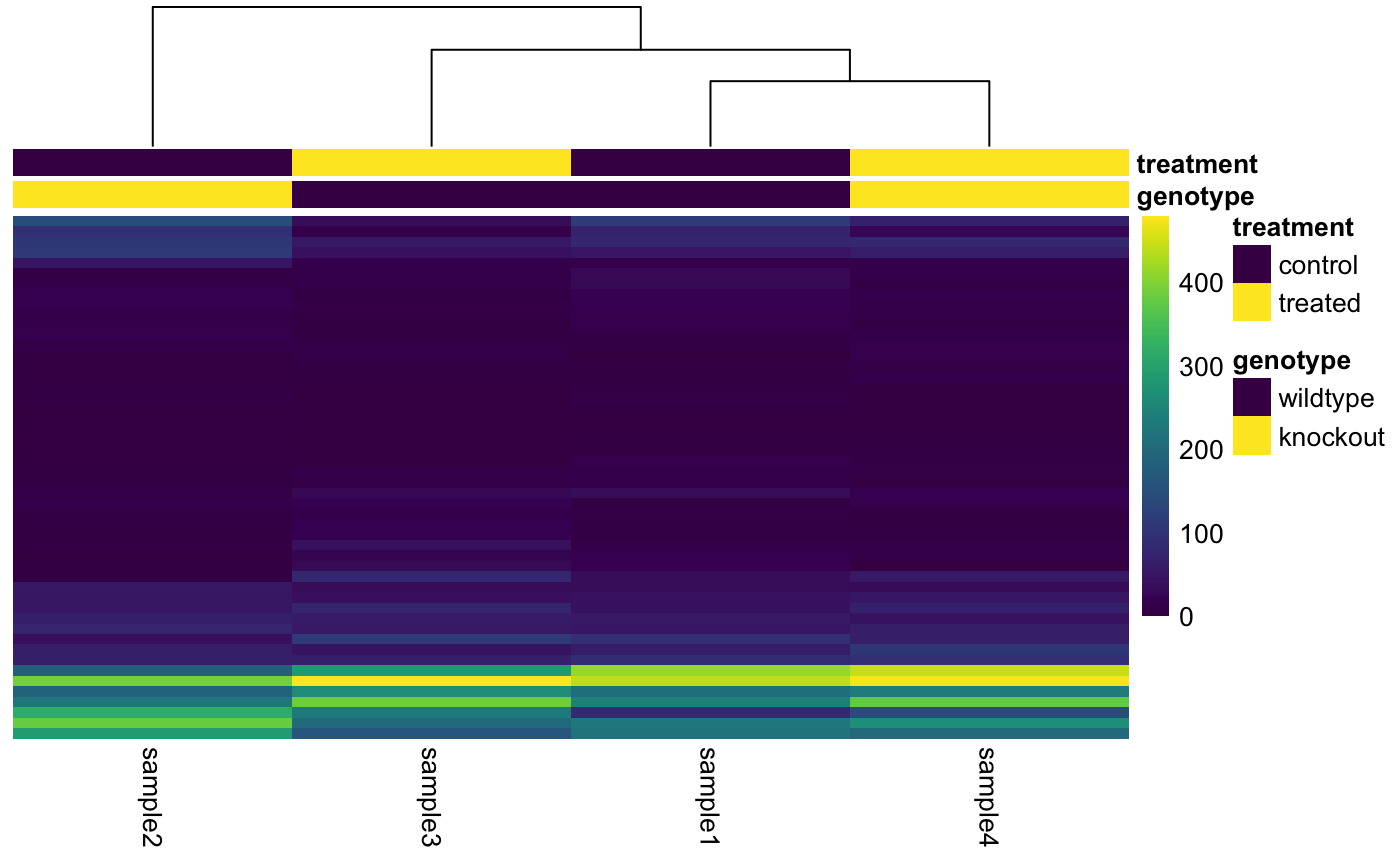 treatment
genotype
400
300
200
100
0
treatment
control
treated
genotype
wildtype
knockout
sample2
sample3
sample1
sample4